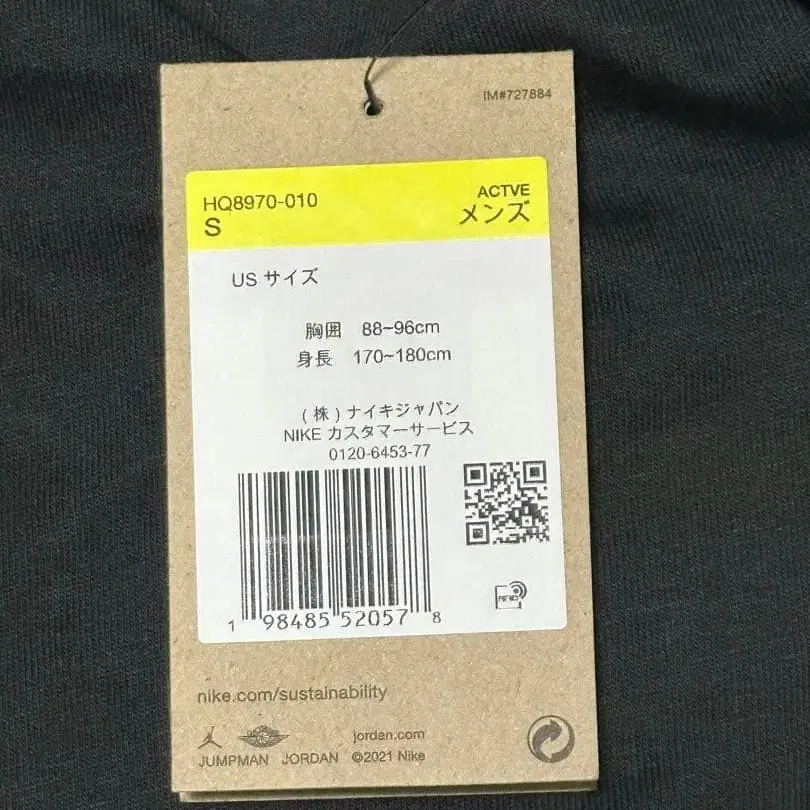 IM#727884
HQ8970-010
S
ACTVE
メンズ
US サイズ
胸囲 88~96cm
身長 170~180cm
(株)ナイキジャパン
NIKE カスタマーサービス
0120-6453-77
1 98485 52057 8
nike.com/sustainability
jordan.com
JUMPMAN JORDAN ©2021 Nike